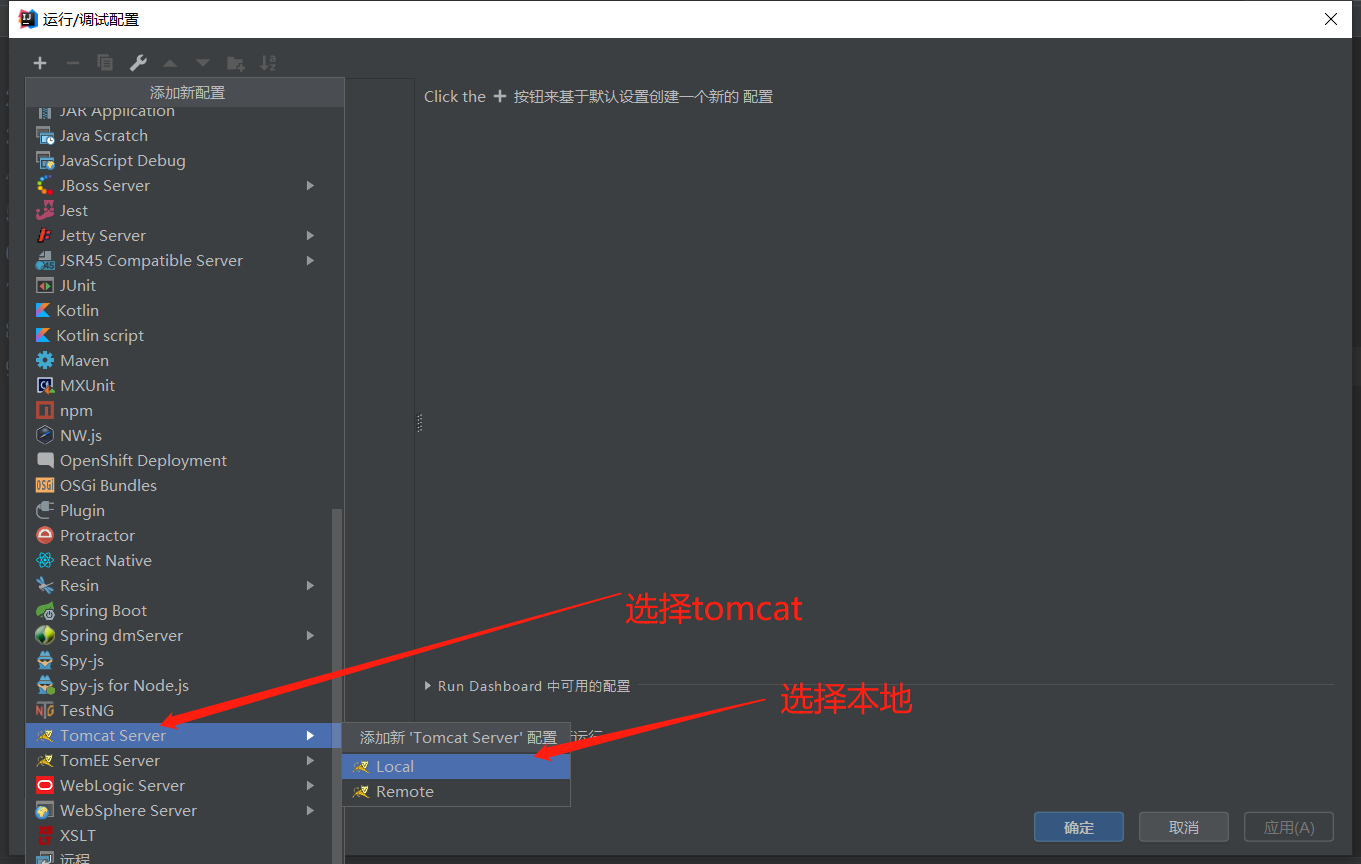 运行/调试配置
添加新配置
Click the + 按钮来基于默认设置创建一个新的 配置
JAR Application
Java Scratch
JavaScript Debug
JBoss Server
Jest
Jetty Server
JSR45 Compatible Server
JUnit
Kotlin
Kotlin script
Maven
MXUnit
npm
NW.js
OpenShift Deployment
OSGi Bundles
Plugin
Protractor
React Native
Resin
Spring Boot
选择tomcat
Spring dmServer
Spy-js
Spy-js for Node.js
Run Dashboard 中可用的配置
选择本地
TestNG
Tomcat Server
添加新 'Tomcat Server' 配置
运行
Local
TomEE Server
Remote
WebLogic Server
WebSphere Server
XSLT
远程
确定
取消
应用(A)